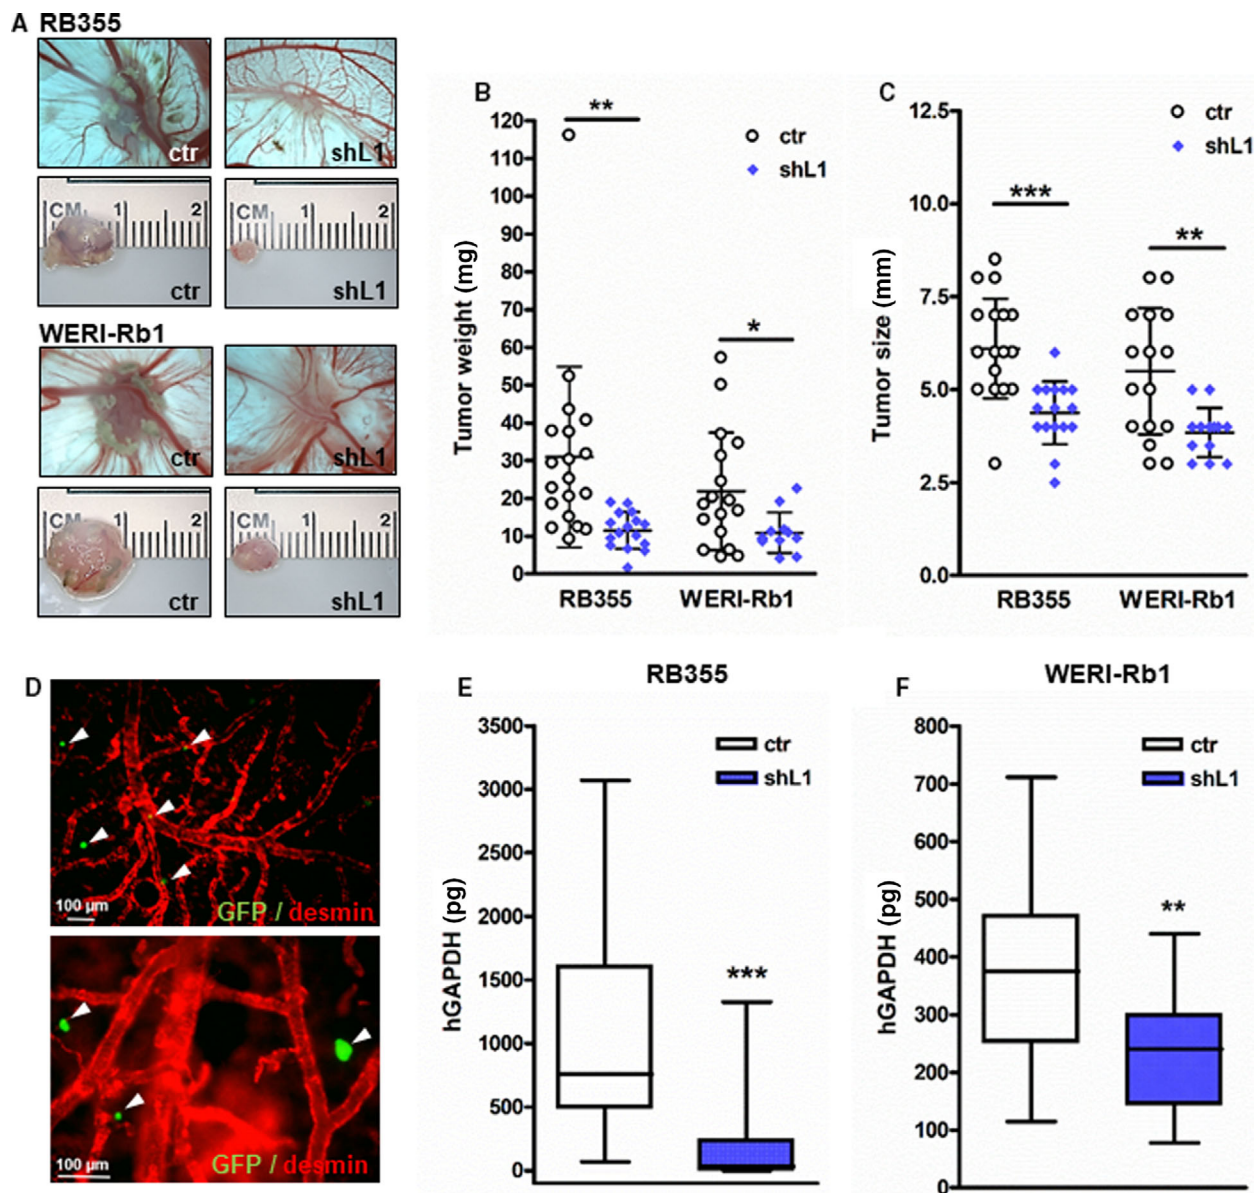 A RB355
ctr
shL1
CM 1 2
ctr
CM 1 2
shL1
WERI-Rb1
ctr
shL1
CM 1 2
ctr
CM 1 2
shL1
B
Tumor weight (mg)
120
110
100
90
80
70
60
50
40
30
20
10
0
**
*
ctr
shL1
RB355 WERI-Rb1
C
Tumor size (mm)
12.5
10.0
7.5
5.0
2.5
0.0
***
**
ctr
shL1
RB355 WERI-Rb1
D
100 µm
GFP / desmin
100 µm
GFP / desmin
E
RB355
hGAPDH (pg)
3500
3000
2500
2000
1500
1000
500
0
ctr
shL1
***
F
WERI-Rb1
hGAPDH (pg)
800
700
600
500
400
300
200
100
0
ctr
shL1
**